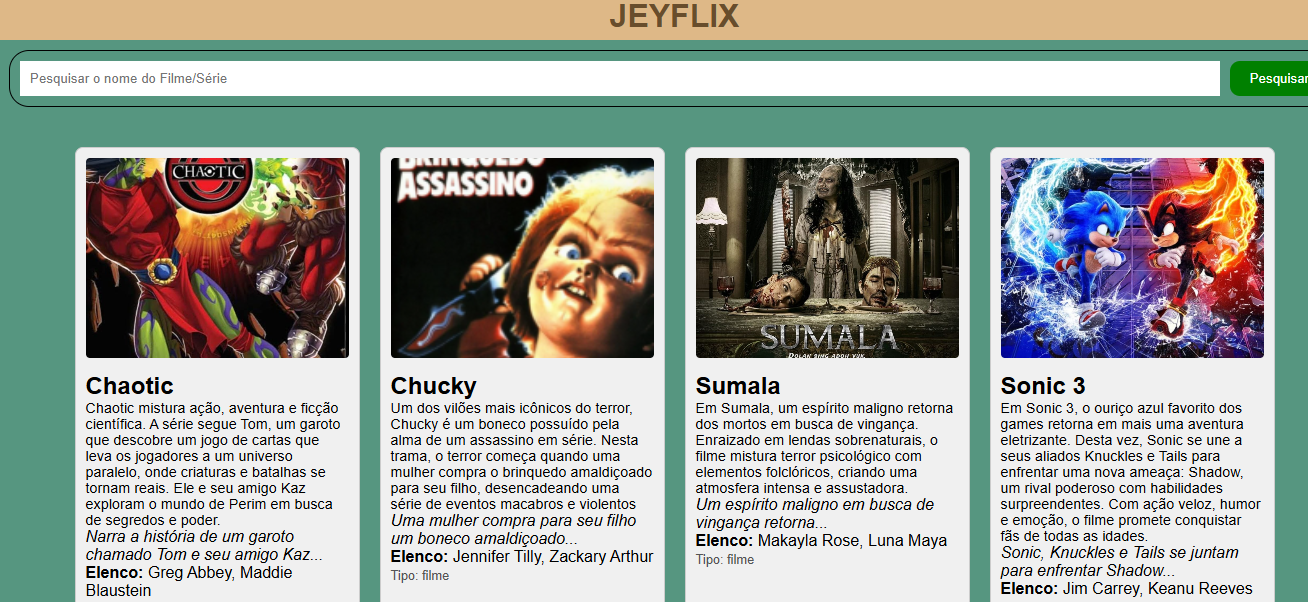 JEYFLIX
Pesquisar o nome do Filme/Série
Pesquisar
CHAOTIC
BRINQUEDO
ASSASSINO
SUMALA
Chaotic
Chaotic mistura ação, aventura e ficção
científica. A série segue Tom, um garoto
que descobre um jogo de cartas que
leva os jogadores a um universo
paralelo, onde criaturas e batalhas se
tornam reais. Ele e seu amigo Kaz
exploram o mundo de Perim em busca
de segredos e poder.
Narra a história de um garoto
chamado Tom e seu amigo Kaz...
Elenco: Greg Abbey, Maddie
Blaustein
Chucky
Um dos vilões mais icônicos do terror,
Chucky é um boneco possuído pela
alma de um assassino em série. Nesta
trama, o terror começa quando uma
mulher compra o brinquedo amaldiçoado
para seu filho, desencadeando uma
série de eventos macabros e violentos
Uma mulher compra para seu filho
um boneco amaldiçoado...
Elenco: Jennifer Tilly, Zackary Arthur
Tipo: filme
Sumala
Em Sumala, um espírito maligno retorna
dos mortos em busca de vingança.
Enraizado em lendas sobrenaturais, o
filme mistura terror psicológico com
elementos folclóricos, criando uma
atmosfera intensa e assustadora.
Um espírito maligno em busca de
vingança retorna...
Elenco: Makayla Rose, Luna Maya
Tipo: filme
Sonic 3
Em Sonic 3, o ouriço azul favorito dos
games retorna em mais uma aventura
eletrizante. Desta vez, Sonic se une a
seus aliados Knuckles e Tails para
enfrentar uma nova ameaça: Shadow,
um rival poderoso com habilidades
surpreendentes. Com ação veloz, humor
e emoção, o filme promete conquistar
fãs de todas as idades.
Sonic, Knuckles e Tails se juntam
para enfrentar Shadow...
Elenco: Jim Carrey, Keanu Reeves